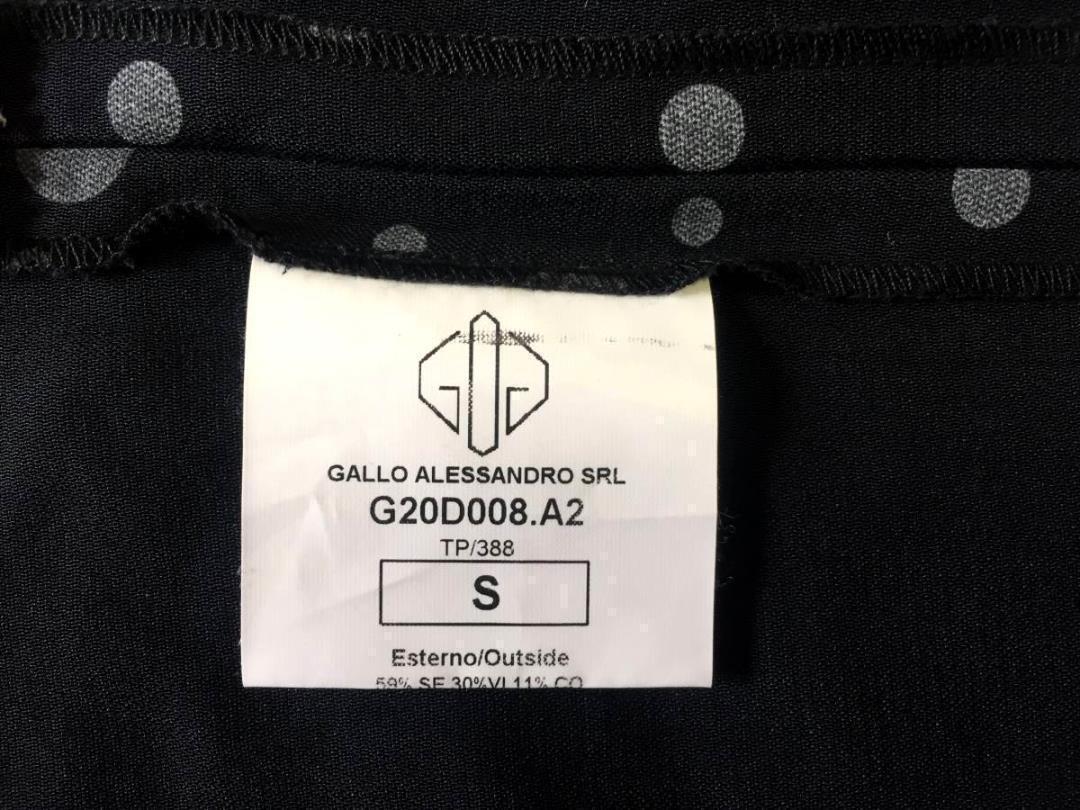 GALLO ALESSANDRO SRL
G20D008.A2
TP/388
S
Esterno/Outside
59% SE 30%VI 11% CO